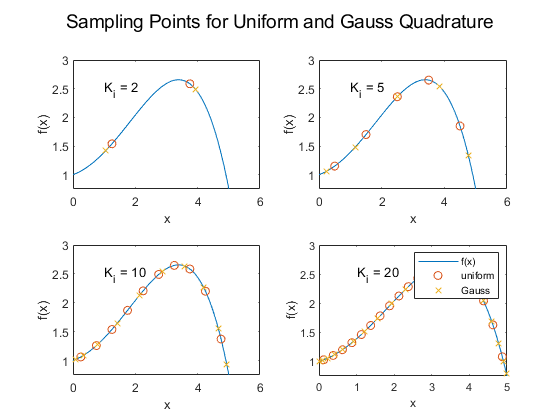 Sampling Points for Uniform and Gauss Quadrature
3
2.5
2
1.5
1
f(x)
K_i = 2
0
2
4
6
x
3
2.5
2
1.5
1
f(x)
K_i = 5
0
2
4
6
x
3
2.5
2
1.5
1
f(x)
K_i = 10
0
2
4
6
x
3
2.5
2
1.5
1
f(x)
K_i = 20
f(x)
uniform
Gauss
0
1
2
3
4
5
x